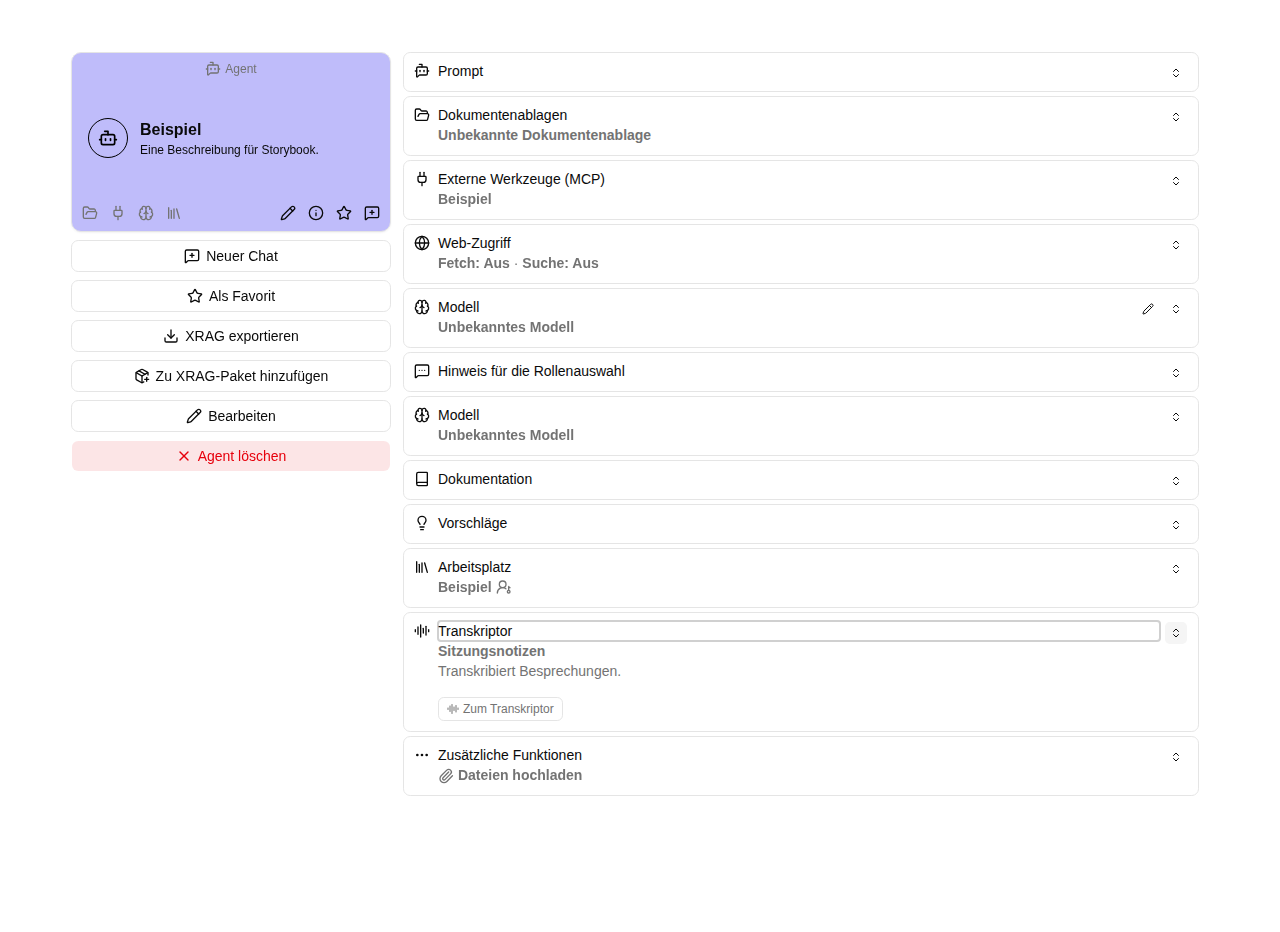 Agent
Beispiel
Eine Beschreibung für Storybook.
Neuer Chat
Als Favorit
XRAG exportieren
Zu XRAG-Paket hinzufügen
Bearbeiten
Agent löschen
Prompt
Dokumentenablagen
Unbekannte Dokumentenablage
Externe Werkzeuge (MCP)
Beispiel
Web-Zugriff
Fetch: Aus · Suche: Aus
Modell
Unbekanntes Modell
Hinweis für die Rollenauswahl
Modell
Unbekanntes Modell
Dokumentation
Vorschläge
Arbeitsplatz
Beispiel
Transkriptor
Sitzungsnotizen
Transkribiert Besprechungen.
Zum Transkriptor
Zusätzliche Funktionen
Dateien hochladen